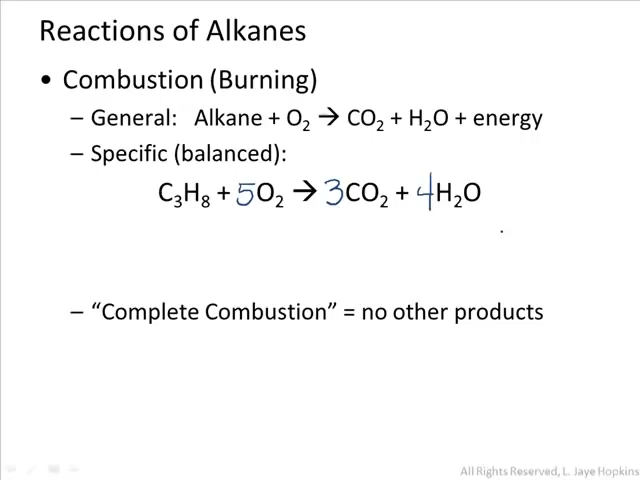 Reactions of Alkanes
• Combustion (Burning)
– General: Alkane + O₂ → CO₂ + H₂O + energy
– Specific (balanced):
C₃H₈ + 5O₂ → 3CO₂ + 4H₂O
– “Complete Combustion” = no other products
All Rights Reserved, L. Jaye Hopkins